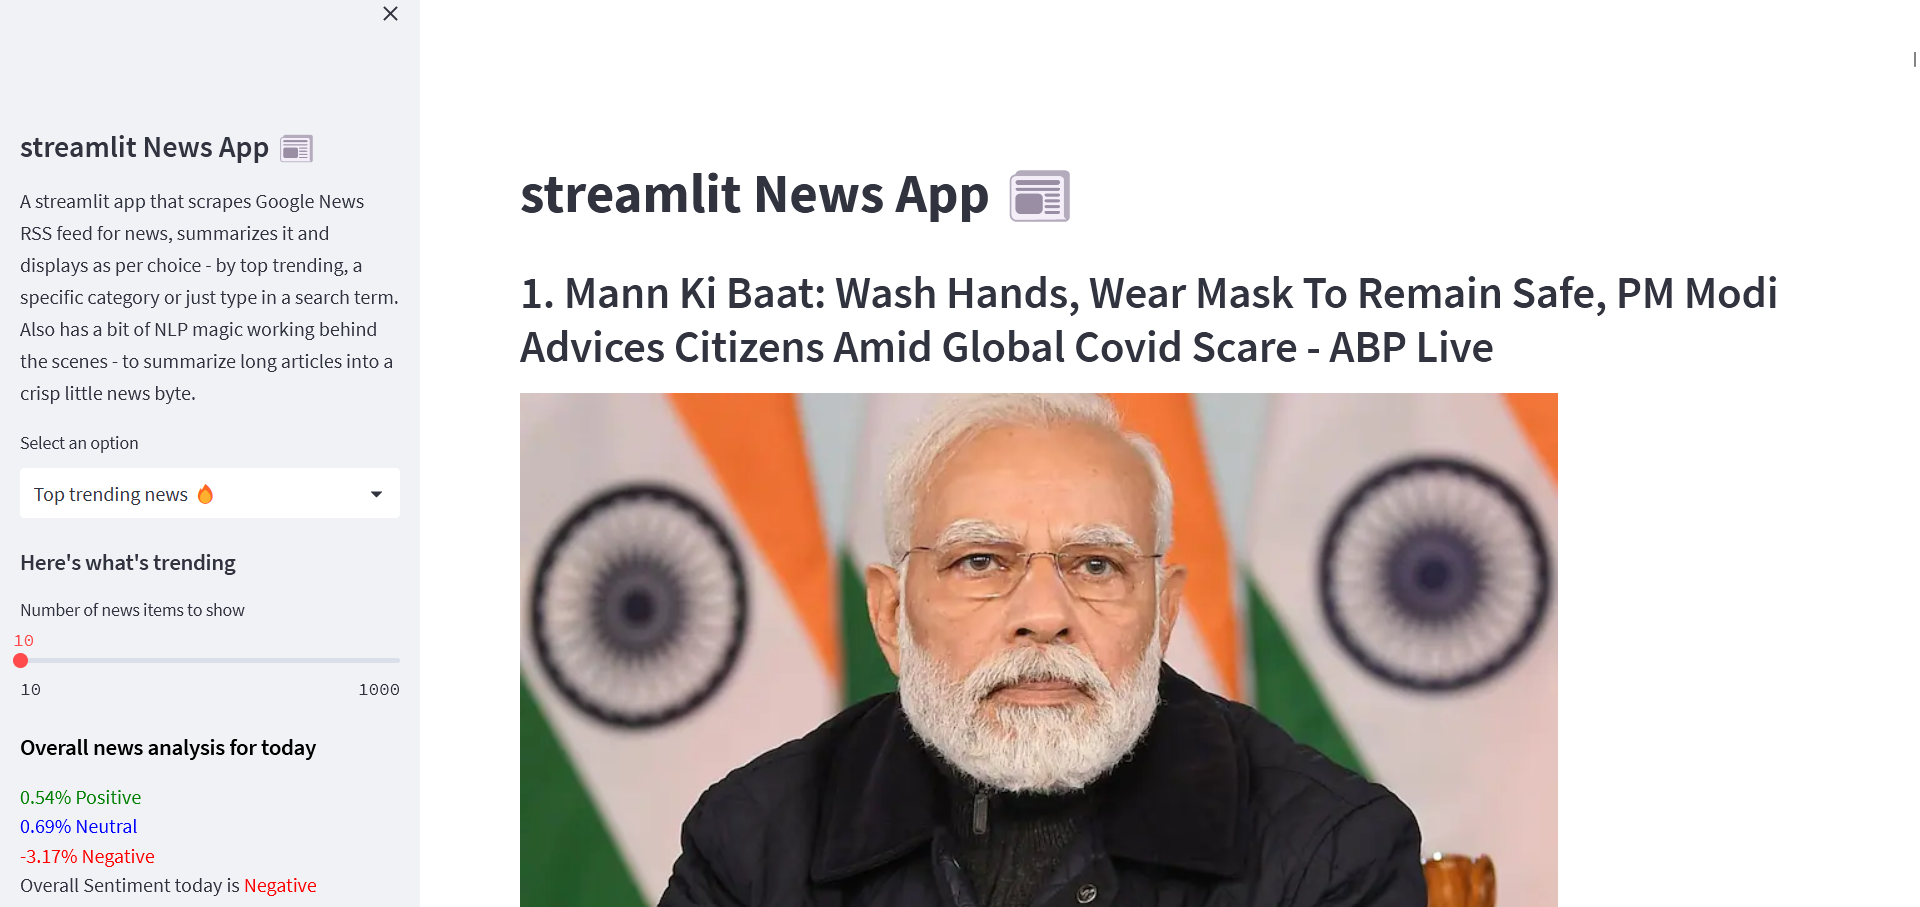 streamlit News App
A streamlit app that scrapes Google News
RSS feed for news, summarizes it and
displays as per choice - by top trending, a
specific category or just type in a search term.
Also has a bit of NLP magic working behind
the scenes - to summarize long articles into a
crisp little news byte.
Select an option
Top trending news 🔥
Here's what's trending
Number of news items to show
10
10 1000
Overall news analysis for today
0.54% Positive
0.69% Neutral
-3.17% Negative
Overall Sentiment today is Negative
streamlit News App
1. Mann Ki Baat: Wash Hands, Wear Mask To Remain Safe, PM Modi
Advices Citizens Amid Global Covid Scare - ABP Live